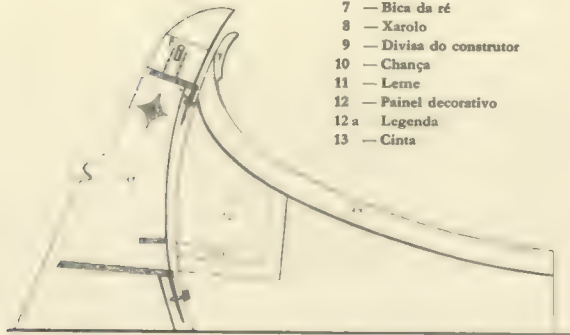 7 — Bica da ré
8 — Xarolo
9 — Divisa do construtor
10 — Chança
11 — Leme
12 — Painel decorativo
12 a Legenda
13 — Cinta